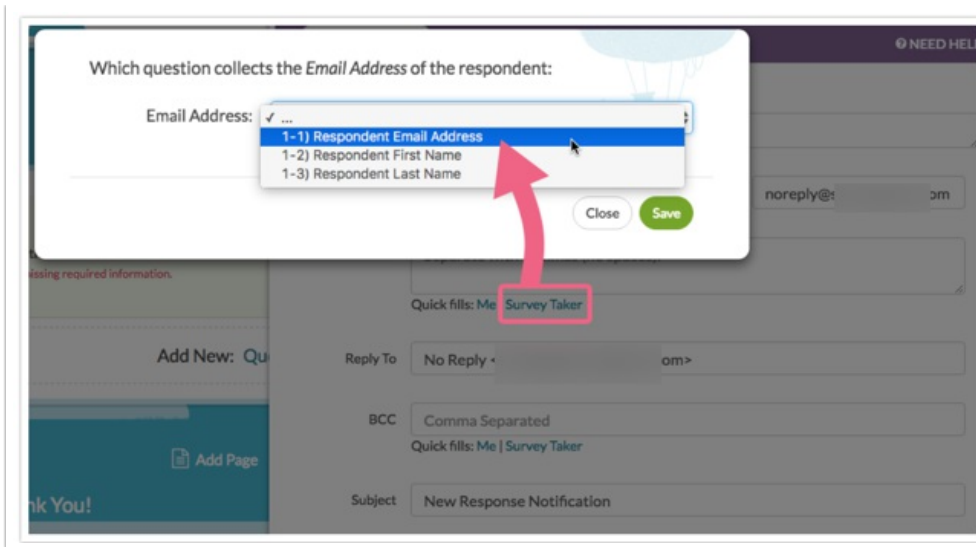 NEED HEL
Which question collects the Email Address of the respondent:
Email Address:
...
1-1) Respondent Email Address
1-2) Respondent First Name
1-3) Respondent Last Name
noreply@s om
Close
Save
issing required information.
Quick fills: Me | Survey Taker
Add New: Qu
Reply To
No Reply < om>
BCC
Comma Separated
Quick fills: Me | Survey Taker
Add Page
nk You!
Subject
New Response Notification